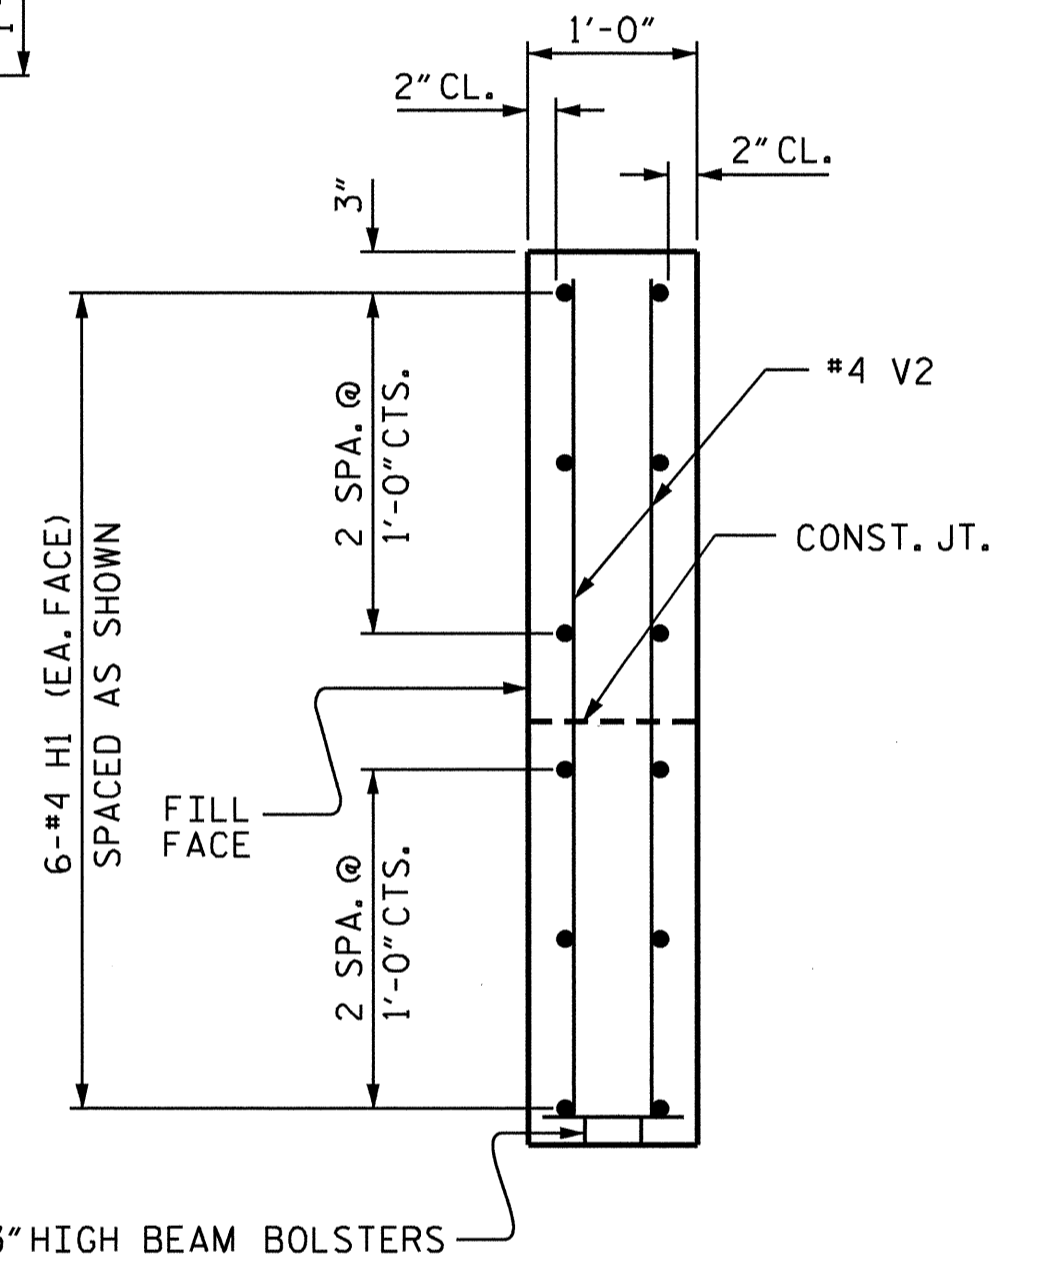 1'-0"
2" CL.
2" CL.
3"
#4 V2
2 SPA. @
1'-0" CTS.
CONST. JT.
6-#4 H1 (EA. FACE)
SPACED AS SHOWN
FILL
FACE
2 SPA. @
1'-0" CTS.
HIGH BEAM BOLSTERS